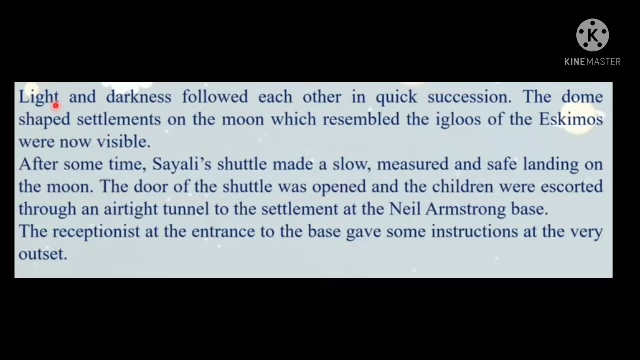 K
KINEMASTER
Light and darkness followed each other in quick succession. The dome
shaped settlements on the moon which resembled the igloos of the Eskimos
were now visible.
After some time, Sayali's shuttle made a slow, measured and safe landing on
the moon. The door of the shuttle was opened and the children were escorted
through an airtight tunnel to the settlement at the Neil Armstrong base.
The receptionist at the entrance to the base gave some instructions at the very
outset.